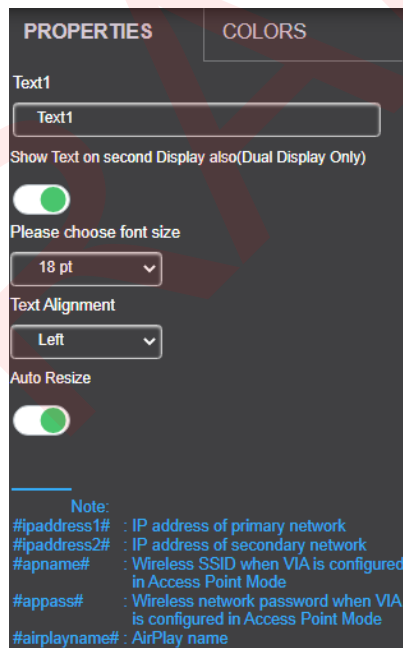 PROPERTIES COLORS
Text1
Text1
Show Text on second Display also(Dual Display Only)
Please choose font size
18 pt
Text Alignment
Left
Auto Resize
Note:
#ipaddress1# : IP address of primary network
#ipaddress2# : IP address of secondary network
#apname# : Wireless SSID when VIA is configured
in Access Point Mode
#appass# : Wireless network password when VIA
is configured in Access Point Mode
#airplayname# : AirPlay name